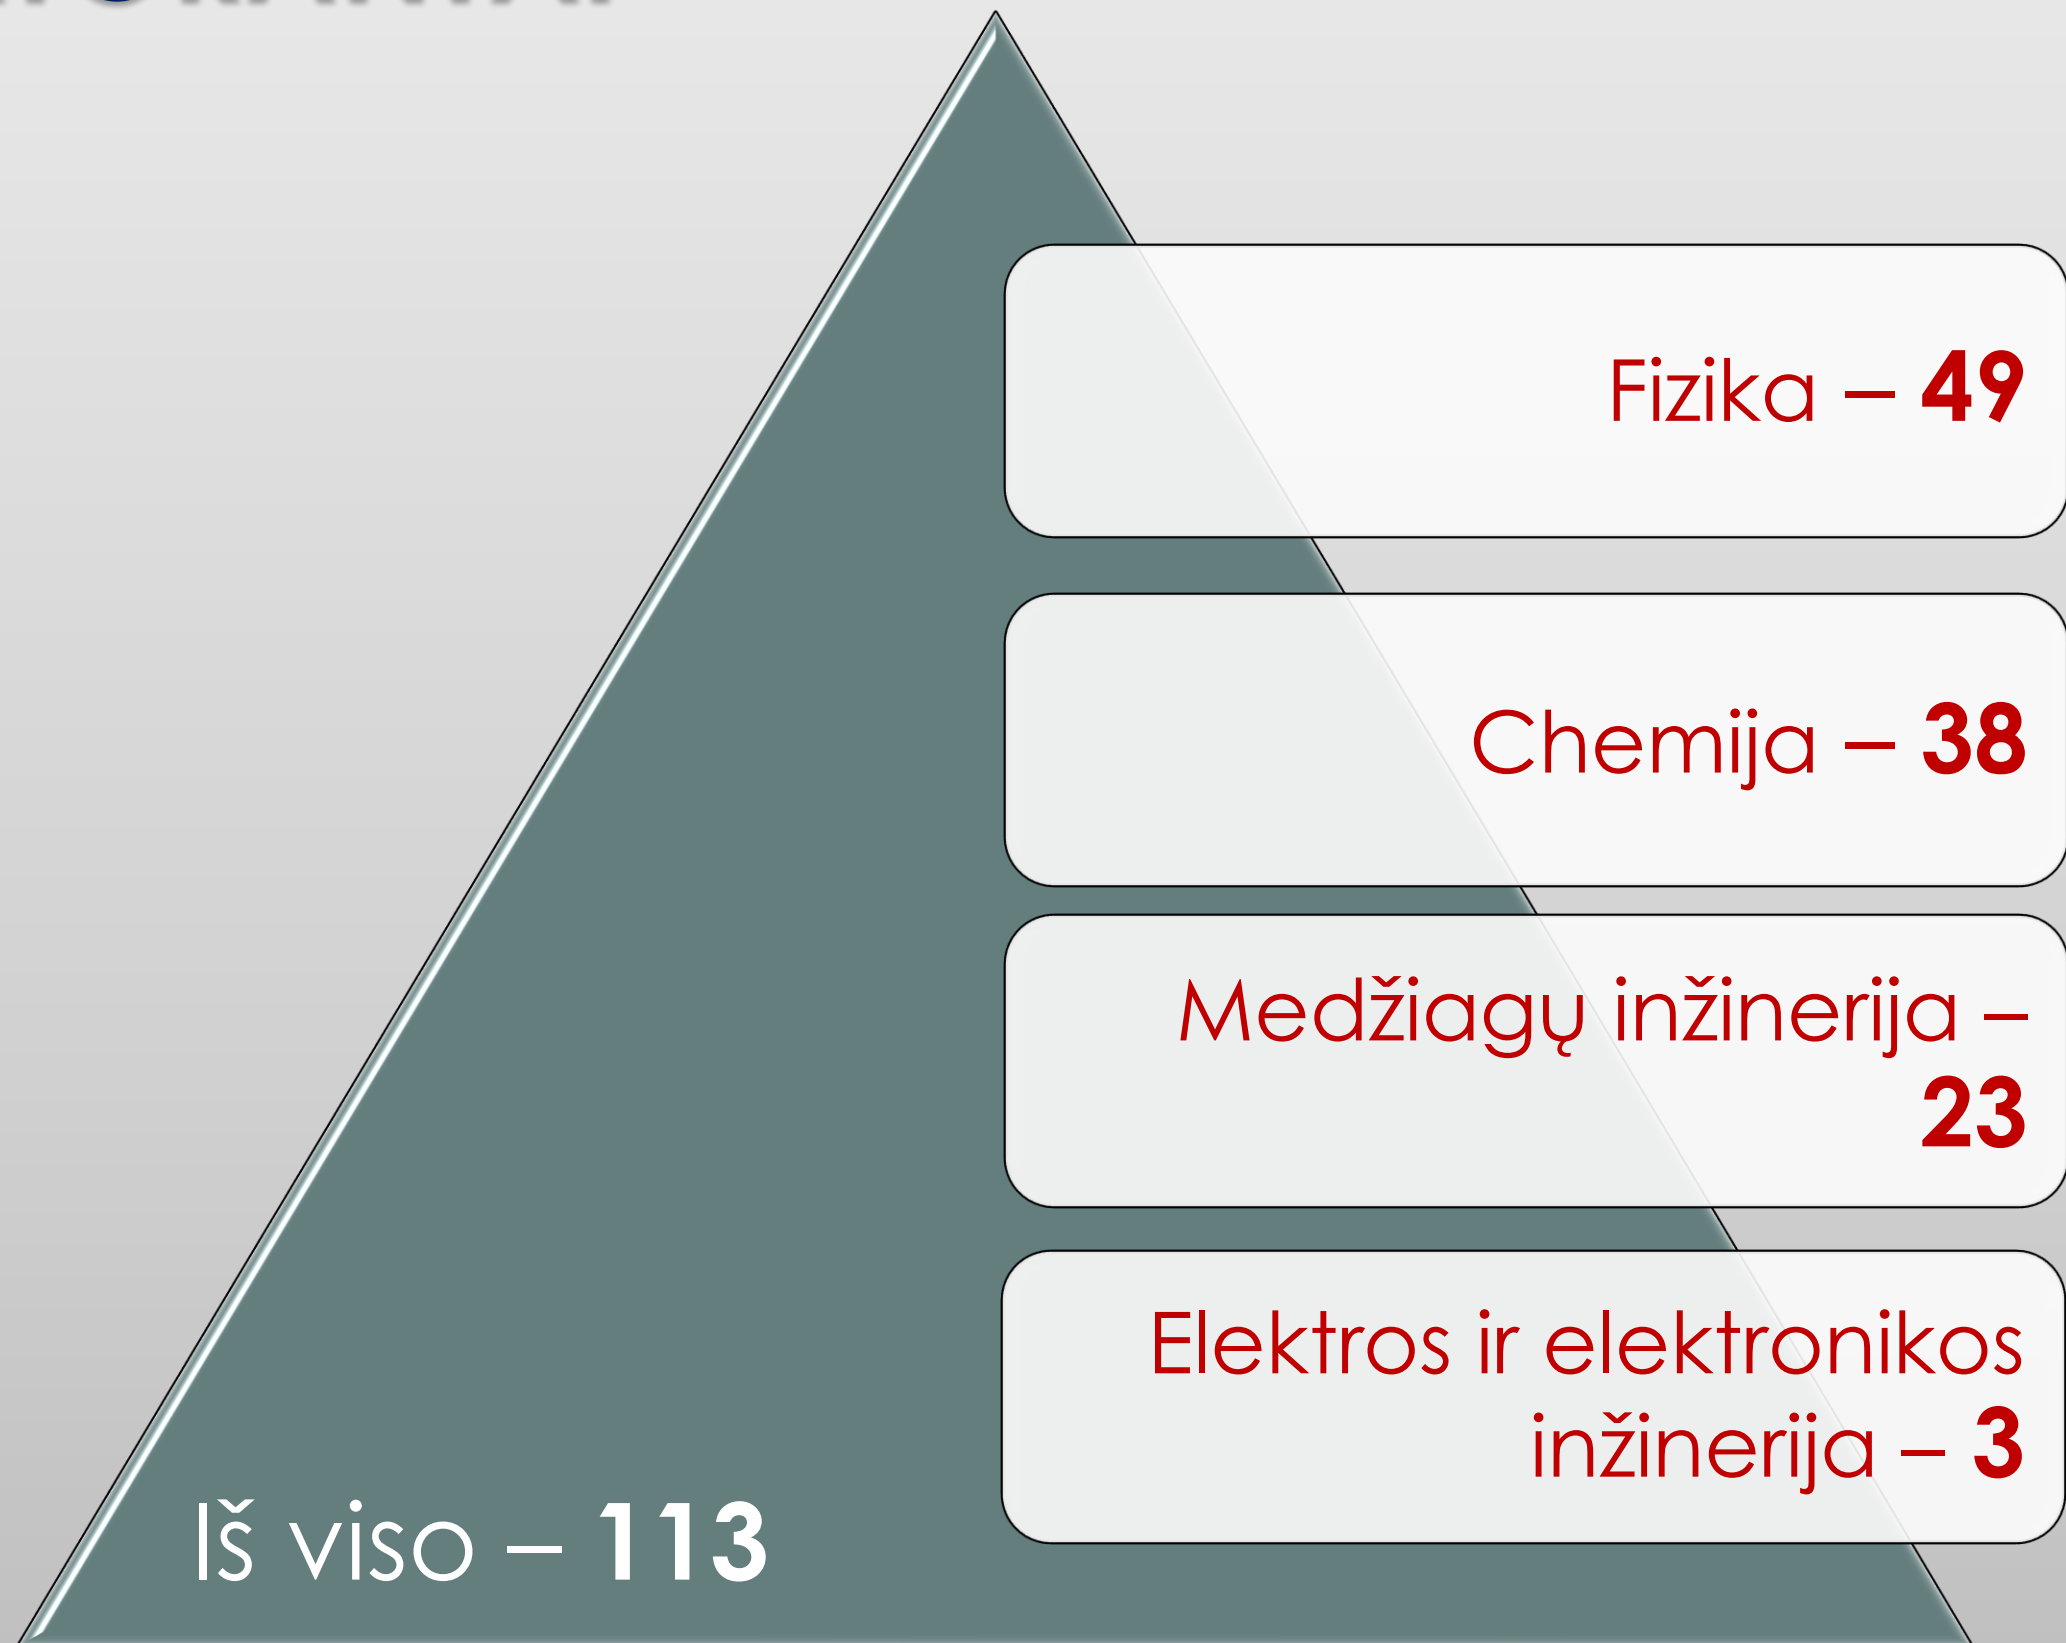 Fizika – 49
Chemija – 38
Medžiagų inžinerija –
23
Elektros ir elektronikos
inžinerija – 3
Iš viso – 113